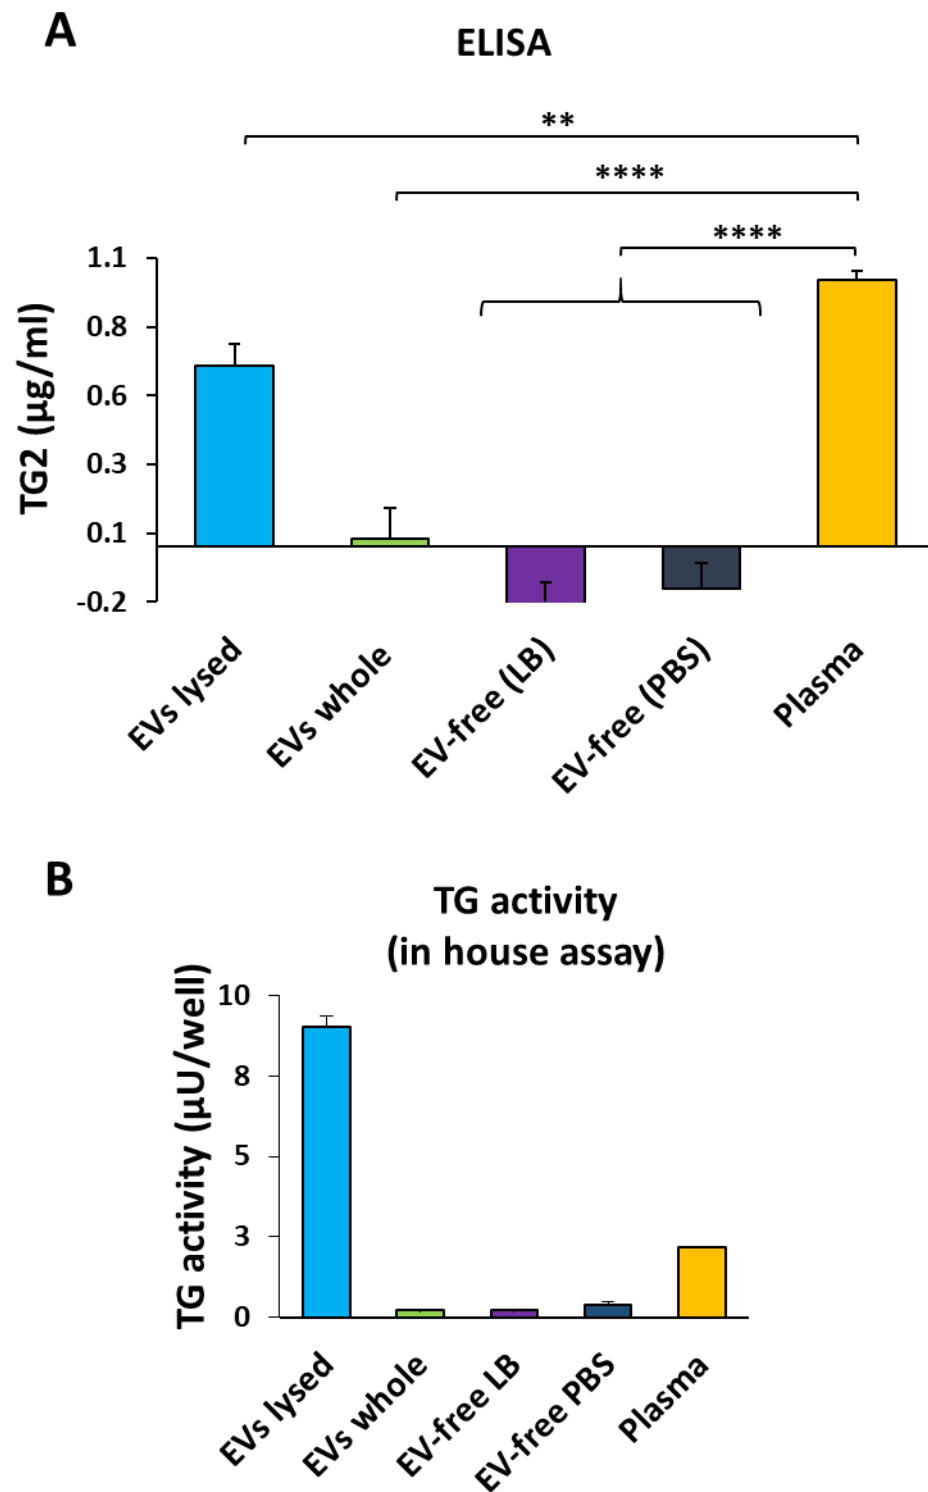 A
ELISA
**
****
****
1.1
0.8
0.6
0.3
0.1
-0.2
TG2 (µg/ml)
EVs lysed
EVs whole
EV-free (LB)
EV-free (PBS)
Plasma
B
TG activity
(in house assay)
10
8
5
3
0
TG activity (µU/well)
EVs lysed
EVs whole
EV-free LB
EV-free PBS
Plasma